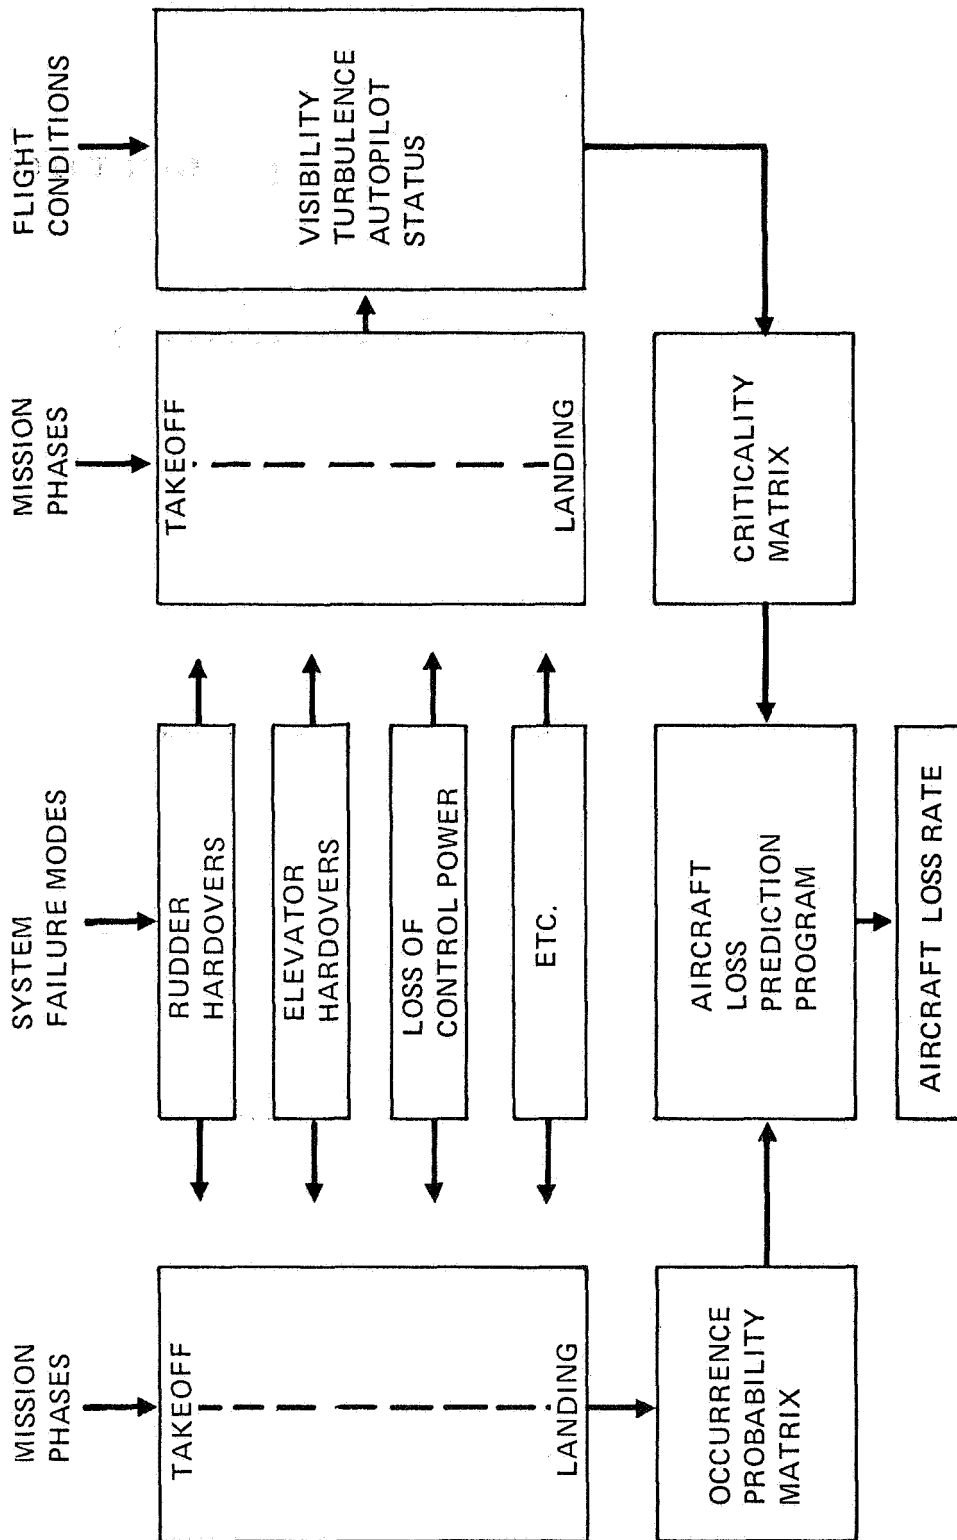 MISSION
PHASES
SYSTEM
FAILURE MODES
MISSION
PHASES
FLIGHT
CONDITIONS
TAKEOFF
LANDING
RUDDER
HARDOVERS
ELEVATOR
HARDOVERS
LOSS OF
CONTROL POWER
ETC.
TAKEOFF
LANDING
VISIBILITY
TURBULENCE
AUTOPILOT
STATUS
OCCURRENCE
PROBABILITY
MATRIX
AIRCRAFT
LOSS
PREDICTION
PROGRAM
CRITICALITY
MATRIX
AIRCRAFT LOSS RATE